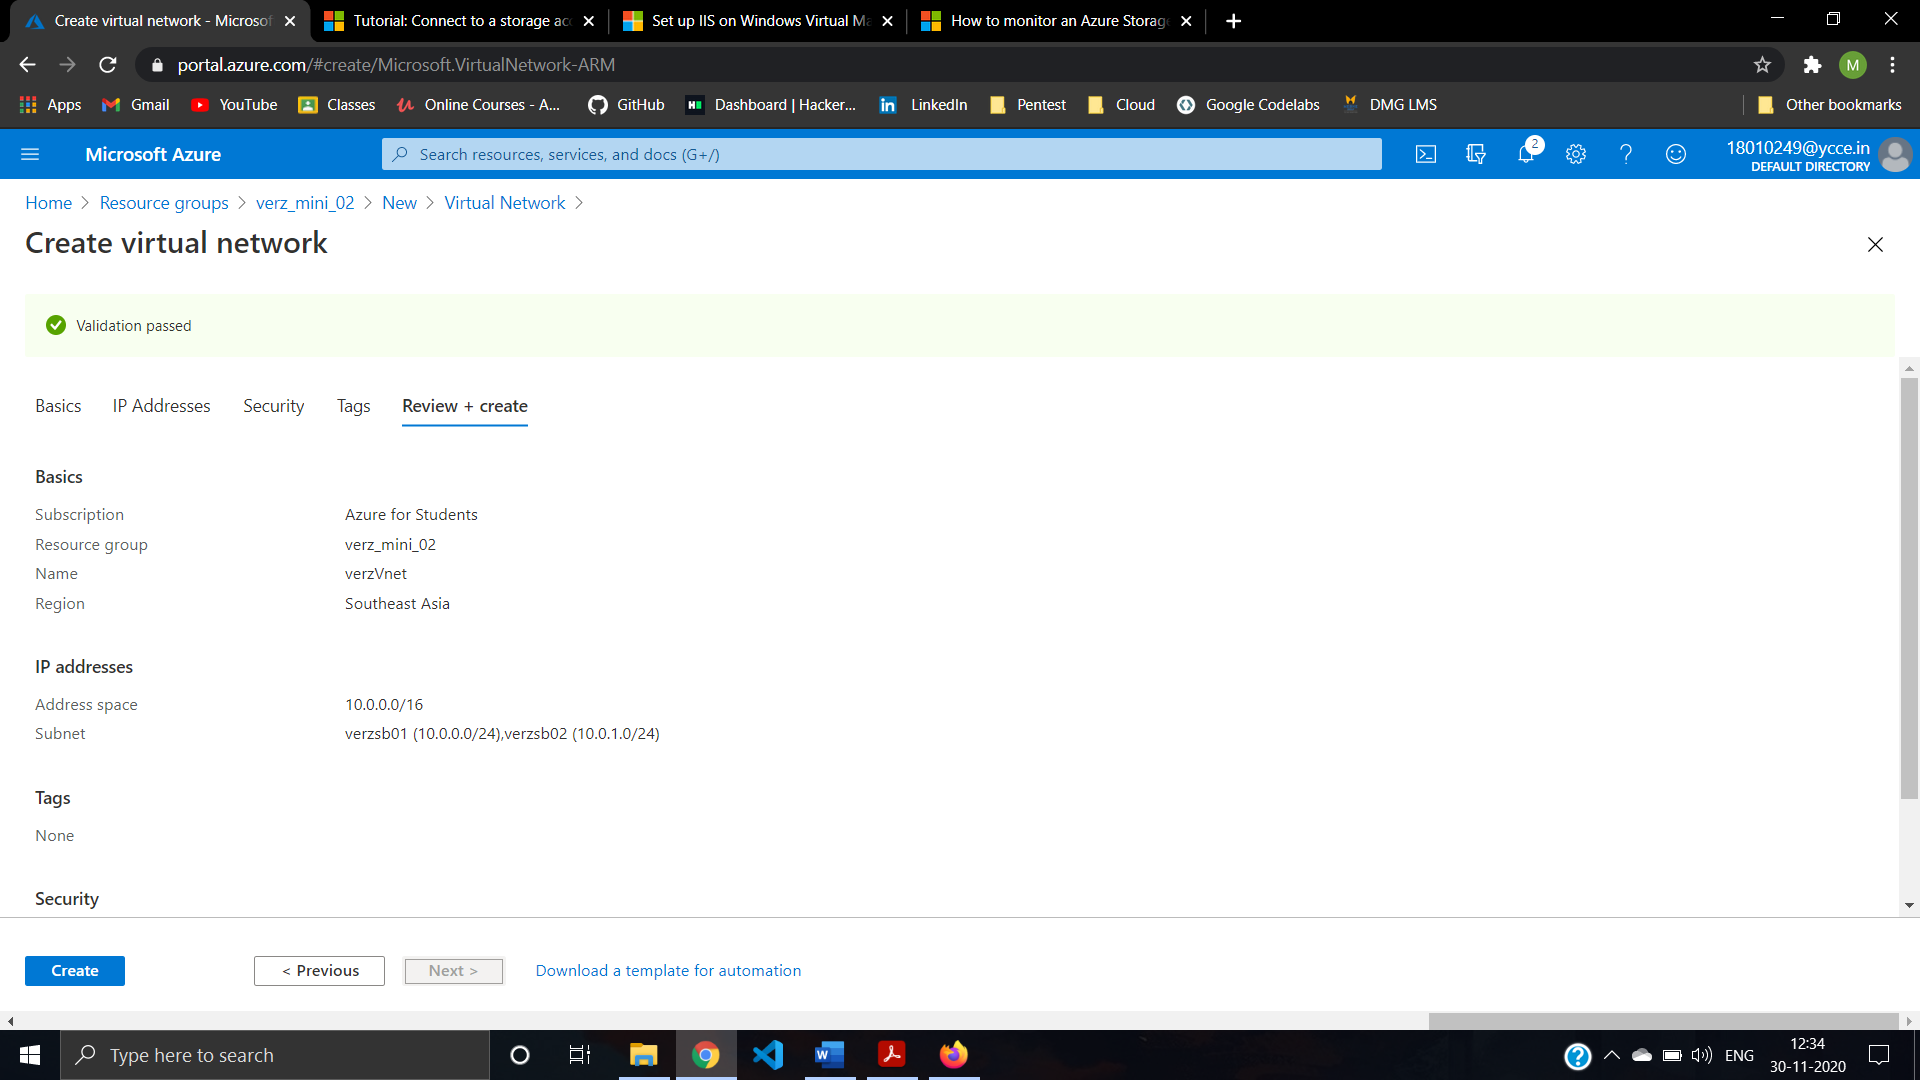 Create virtual network - Microsof
Tutorial: Connect to a storage acc
Set up IIS on Windows Virtual Ma
How to monitor an Azure Storage
portal.azure.com/#create/Microsoft.VirtualNetwork-ARM
M
Apps
Gmail
YouTube
Classes
Online Courses - A...
GitHub
Dashboard | Hacker...
LinkedIn
Pentest
Cloud
Google Codelabs
DMG LMS
Other bookmarks
Microsoft Azure
Search resources, services, and docs (G+/)
2
18010249@ycce.in
DEFAULT DIRECTORY
Home > Resource groups > verz_mini_02 > New > Virtual Network >
Create virtual network
Validation passed
Basics
IP Addresses
Security
Tags
Review + create
Basics
Subscription Azure for Students
Resource group verz_mini_02
Name verzVnet
Region Southeast Asia
IP addresses
Address space 10.0.0.0/16
Subnet verzsb01 (10.0.0.0/24),verzsb02 (10.0.1.0/24)
Tags
None
Security
Create
< Previous
Next >
Download a template for automation
Type here to search
ENG
12:34
30-11-2020